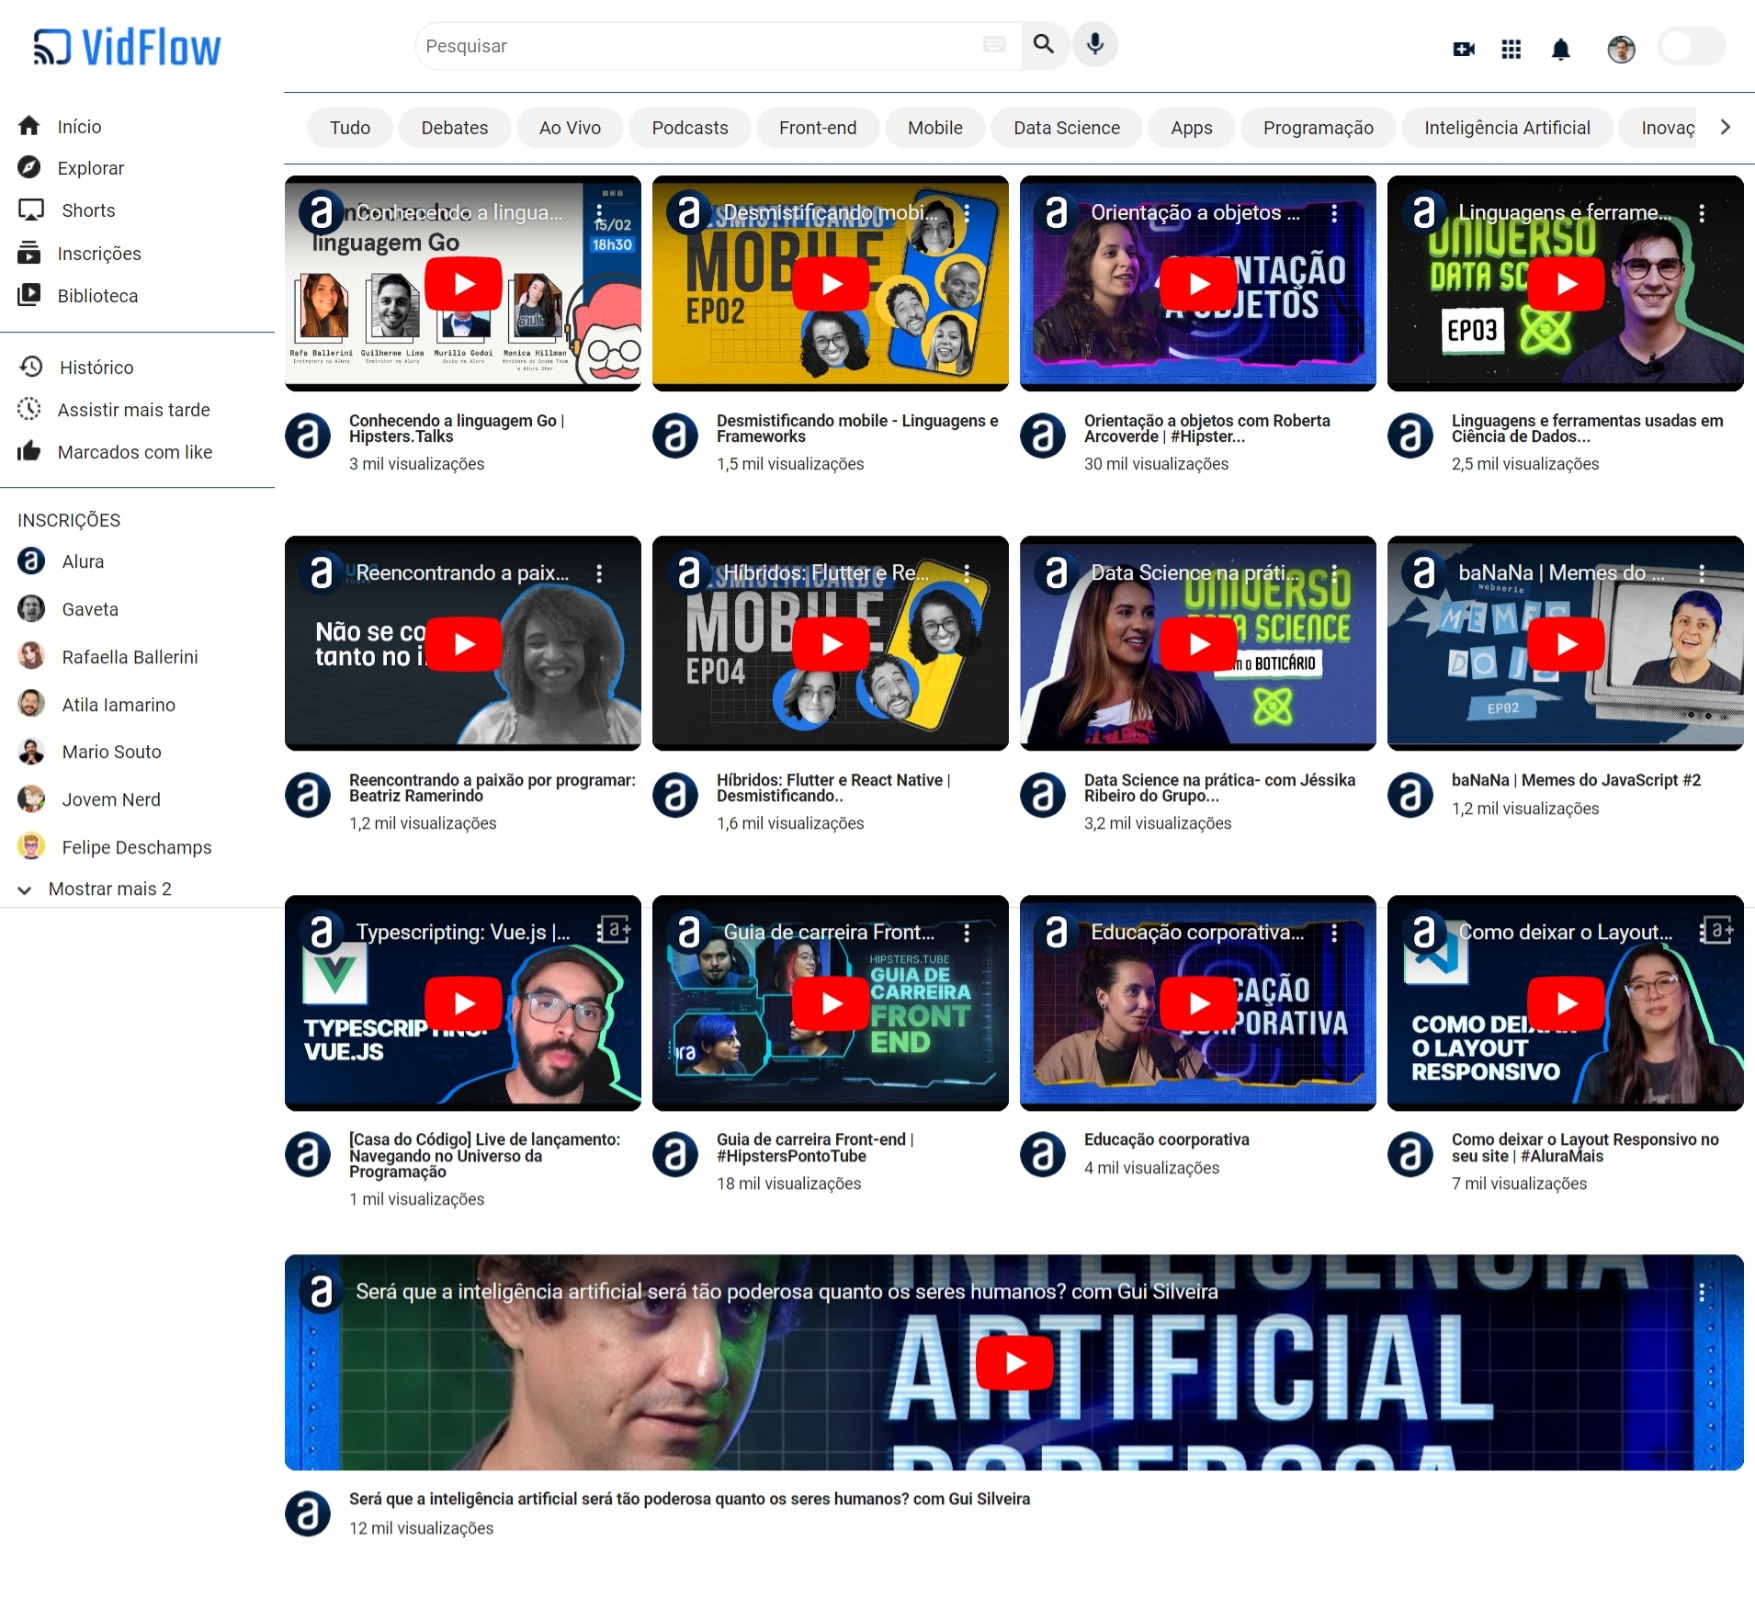 VidFlow
Pesquisar
Início
Explorar
Shorts
Inscrições
Biblioteca
Histórico
Assistir mais tarde
Marcados com like
INSCRIÇÕES
Alura
Gaveta
Rafaella Ballerini
Atila Iamarino
Mario Souto
Jovem Nerd
Felipe Deschamps
Mostrar mais 2
Tudo
Debates
Ao Vivo
Podcasts
Front-end
Mobile
Data Science
Apps
Programação
Inteligência Artificial
Inovaç
Conhecendo a lingua...
linguagem Go
15/02
18h30
Rafa Ballerini
Guilherme Lima
Murillo Godoi
Monica Hillman
Conhecendo a linguagem Go |
Hipsters.Talks
3 mil visualizações
Desmistificando mobi...
DESMISTIFICANDO
MOBILE
EP02
Desmistificando mobile - Linguagens e
Frameworks
1,5 mil visualizações
Orientação a objetos ...
NTAÇÃO
JETOS
Orientação a objetos com Roberta
Arcoverde | #Hipster...
30 mil visualizações
Linguagens e ferrame...
UNIVERSO
DATA SC
EP03
Linguagens e ferramentas usadas em
Ciência de Dados...
2,5 mil visualizações
Reencontrando a paix...
Não se co
tanto no i
Reencontrando a paixão por programar:
Beatriz Ramerindo
1,2 mil visualizações
Híbridos: Flutter e Re...
DESMISTIFICANDO
MOBILE
EP04
Híbridos: Flutter e React Native |
Desmistificando..
1,6 mil visualizações
Data Science na práti...
UNIVERSO
A SCIENCE
m o BOTICÁRIO
Data Science na prática- com Jéssika
Ribeiro do Grupo...
3,2 mil visualizações
baNaNa | Memes do ...
webserie
MEMES
DO JS
EP02
baNaNa | Memes do JavaScript #2
1,2 mil visualizações
Typescripting: Vue.js |...
a+
TYPESCRIPTING:
VUE.JS
[Casa do Código] Live de lançamento:
Navegando no Universo da
Programação
1 mil visualizações
Guia de carreira Front...
HIPSTERS.TUBE
GUIA DE
CARREIRA
FRONT
END
ura
Guia de carreira Front-end |
#HipstersPontoTube
18 mil visualizações
Educação corporativa...
CAÇÃO
PORATIVA
Educação coorporativa
4 mil visualizações
Como deixar o Layout...
a+
COMO DEIXAR
O LAYOUT
RESPONSIVO
Como deixar o Layout Responsivo no
seu site | #AluraMais
7 mil visualizações
Será que a inteligência artificial será tão poderosa quanto os seres humanos? com Gui Silveira
INTELIGÊNCIA
ARTIFICIAL
PODEROSA
Será que a inteligência artificial será tão poderosa quanto os seres humanos? com Gui Silveira
12 mil visualizações